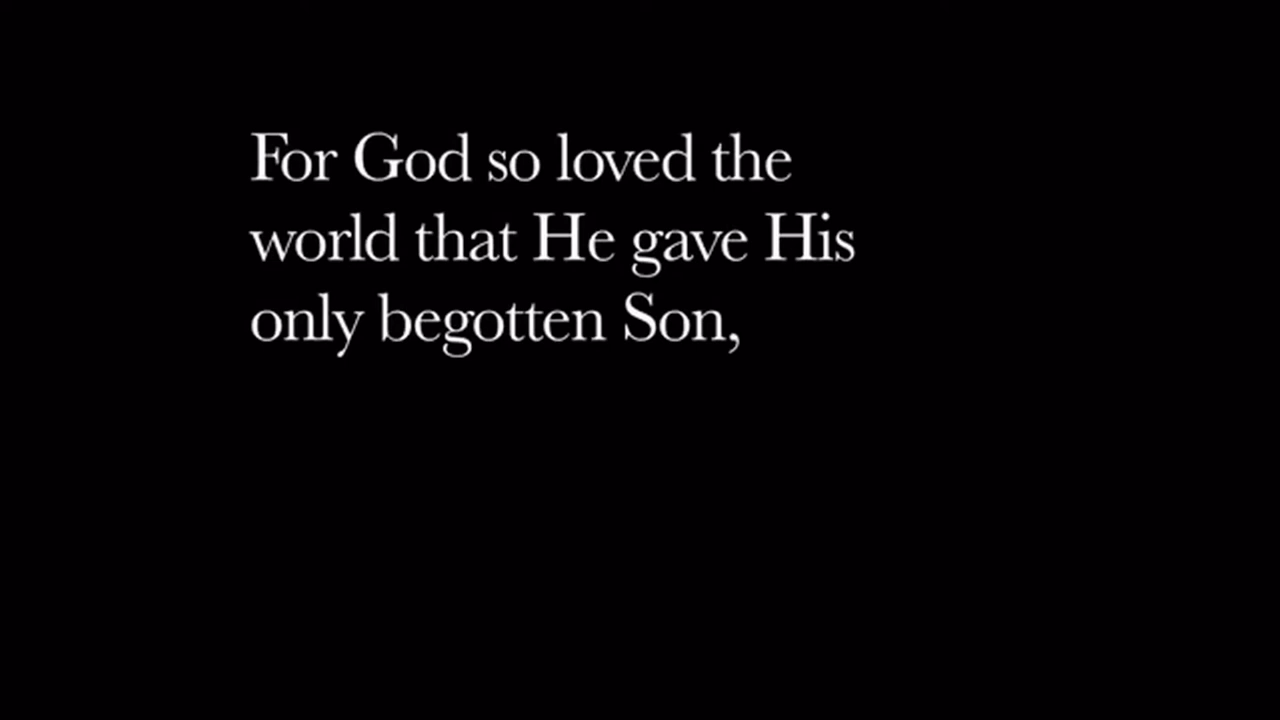 For God so loved the
world that He gave His
only begotten Son,